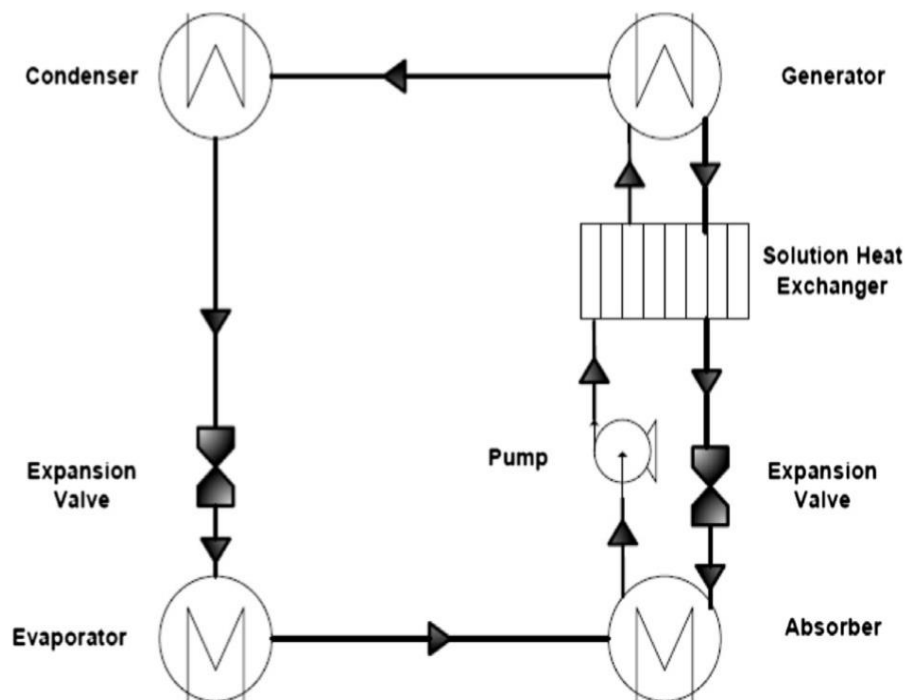 Condenser
Generator
Solution Heat
Exchanger
Pump
Expansion
Valve
Expansion
Valve
Evaporator
Absorber